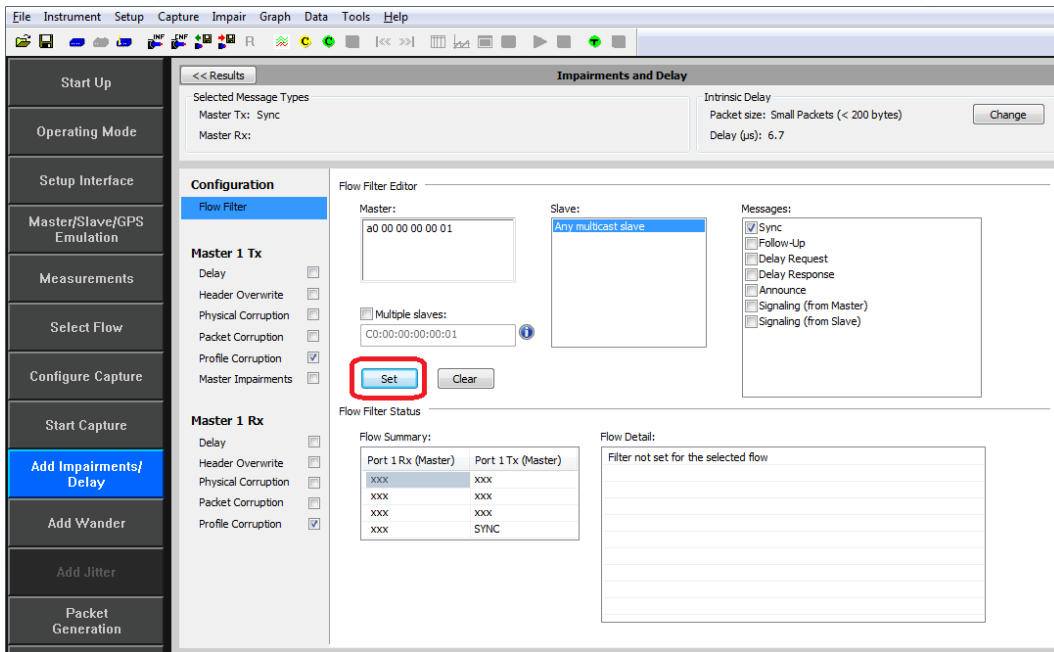 File Instrument Setup Capture Impair Graph Data Tools Help
INF CNF R C C T
Start Up
Operating Mode
Setup Interface
Master/Slave/GPS
Emulation
Measurements
Select Flow
Configure Capture
Start Capture
Add Impairments/
Delay
Add Wander
Add Jitter
Packet
Generation
<< Results
Impairments and Delay
Selected Message Types
Master Tx: Sync
Master Rx:
Intrinsic Delay
Packet size: Small Packets (< 200 bytes)
Change
Delay (µs): 6.7
Configuration
Flow Filter
Master 1 Tx
Delay
Header Overwrite
Physical Corruption
Packet Corruption
Profile Corruption
Master Impairments
Master 1 Rx
Delay
Header Overwrite
Physical Corruption
Packet Corruption
Profile Corruption
Flow Filter Editor
Master:
a0 00 00 00 00 01
Multiple slaves:
C0:00:00:00:00:01
Set
Clear
Slave:
Any multicast slave
Messages:
Sync
Follow-Up
Delay Request
Delay Response
Announce
Signaling (from Master)
Signaling (from Slave)
Flow Filter Status
Flow Summary:
Port 1 Rx (Master) Port 1 Tx (Master)
xxx xxx
xxx xxx
xxx xxx
xxx SYNC
Flow Detail:
Filter not set for the selected flow